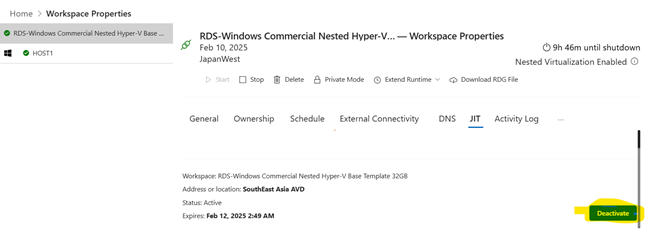 Home > Workspace Properties
RDS-Windows Commercial Nested Hyper-V Base ...
HOST1
RDS-Windows Commercial Nested Hyper-V... — Workspace Properties
Feb 10, 2025
JapanWest
9h 46m until shutdown
Nested Virtualization Enabled
Start Stop Delete Private Mode Extend Runtime Download RDG File
General Ownership Schedule External Connectivity DNS JIT Activity Log ...
Workspace: RDS-Windows Commercial Nested Hyper-V Base Template 32GB
Address or location: SouthEast Asia AVD
Status: Active
Expires: Feb 12, 2025 2:49 AM
Deactivate